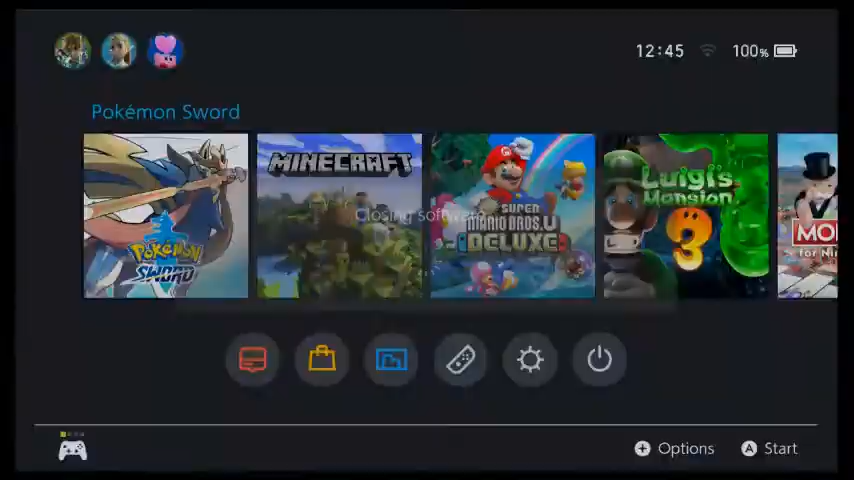 12:45 100%
Pokémon Sword
MINECRAFT
LUIGI'S
MANSION
3
Closing software
SUPER
MARIO BROS. U
DELUXE
POKÉMON
SWORD
MO
for Ni
Options
Start